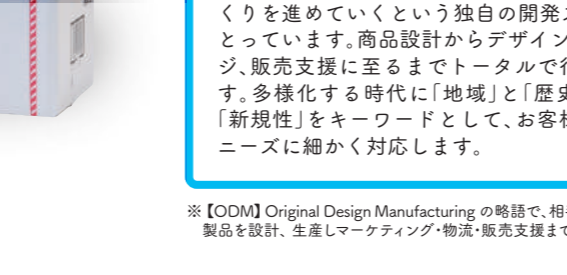 くりを進めていくという独自の開発
とっています。商品設計からデザイン
ジ、販売支援に至るまでトータルで
す。多様化する時代に「地域」と「歴史
「新規性」をキーワードとして、お客様
ニーズに細かく対応します。
※【ODM】Original Design Manufacturing の略語で、相
製品を設計、生産しマーケティング・物流・販売支援まで